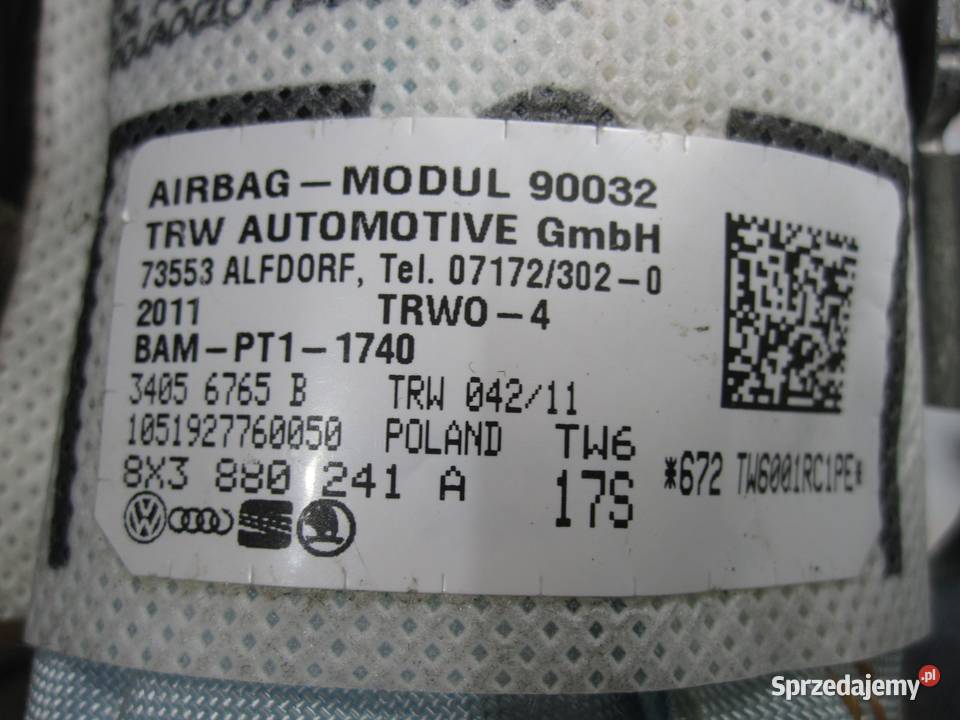 AIRBAG – MODUL 90032
TRW AUTOMOTIVE GmbH
73553 ALFDORF, Tel. 07172/302-0
2011 TRWO-4
BAM-PT1-1740
3405 6765 B TRW 042/11
1051927760050 POLAND TW6
8X3 880 241 A 17S *672 TW6001RC1PE*
Sprzedajemy.pl